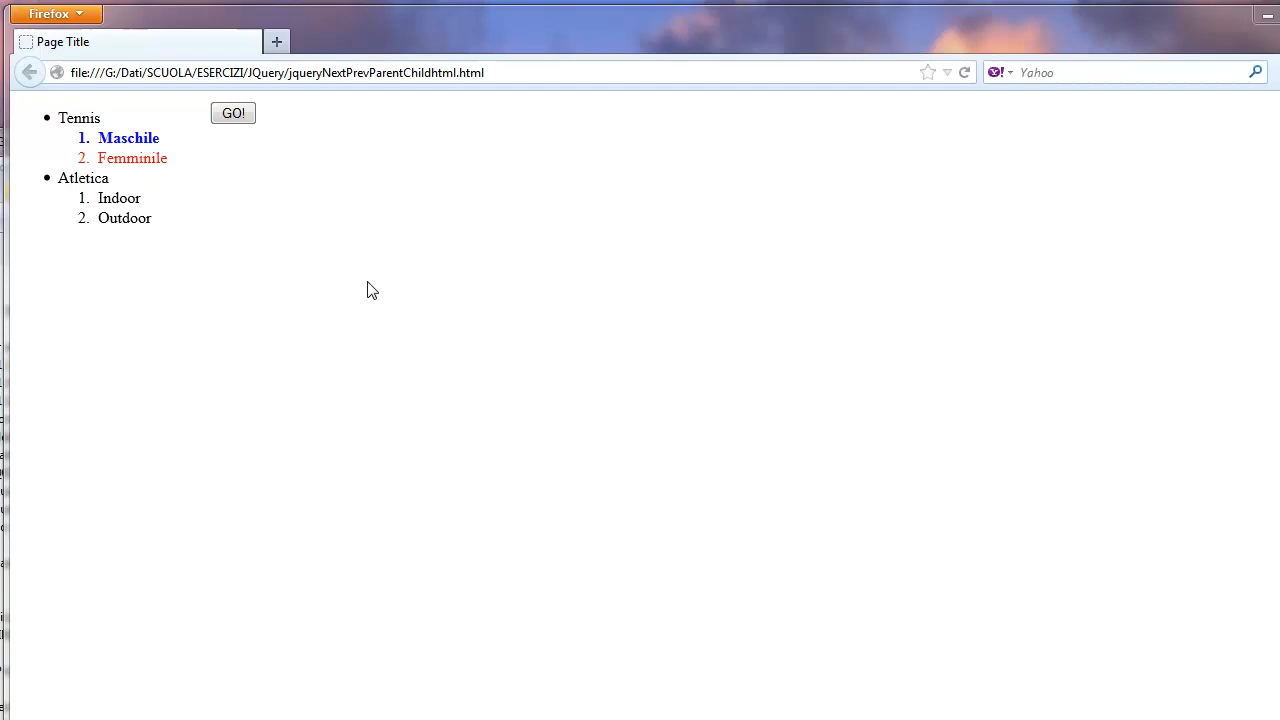 Firefox
Page Title
file:///G:/Dati/SCUOLA/ESERCIZI/JQuery/jqueryNextPrevParentChildhtml.html
Yahoo
• Tennis
GO!
1. Maschile
2. Femminile
• Atletica
1. Indoor
2. Outdoor